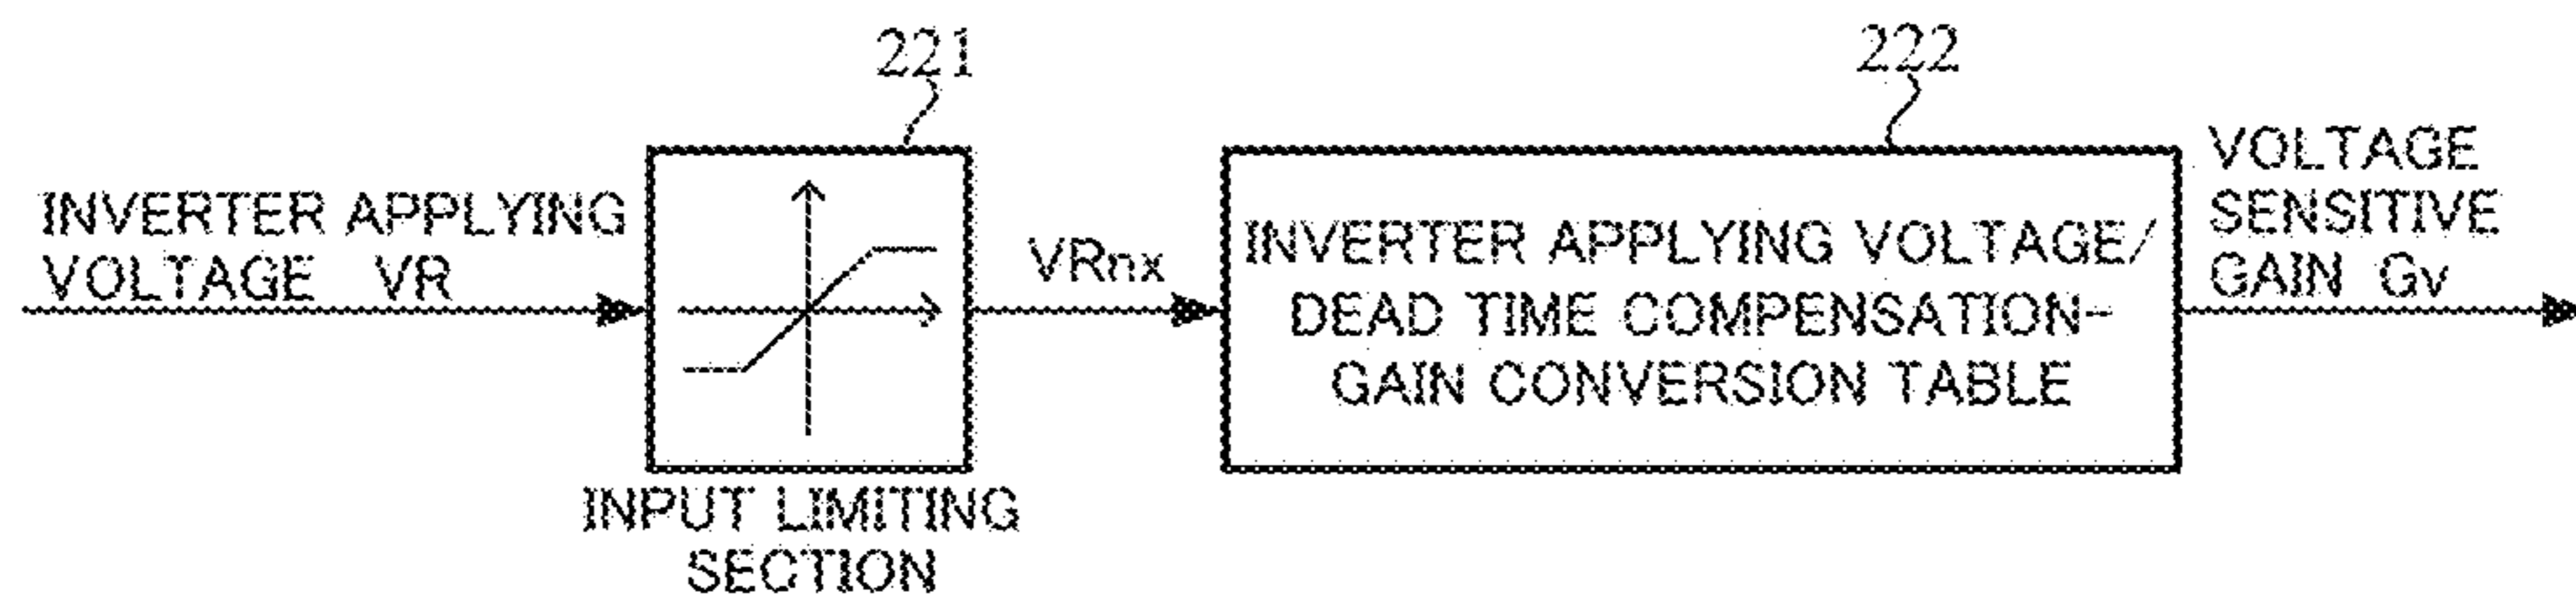 221
222
INVERTER APPLYING
VOLTAGE VR
VRnx
INVERTER APPLYING VOLTAGE/
DEAD TIME COMPENSATION-
GAIN CONVERSION TABLE
VOLTAGE
SENSITIVE
GAIN Gv
INPUT LIMITING
SECTION